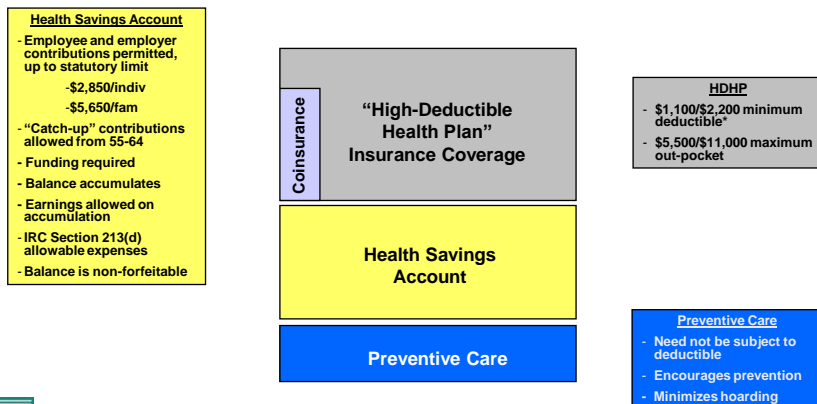 Health Savings Account
- Employee and employer
contributions permitted,
up to statutory limit
-$2,850/indiv
-$5,650/fam
- “Catch-up” contributions
allowed from 55-64
- Funding required
- Balance accumulates
- Earnings allowed on
accumulation
- IRC Section 213(d)
allowable expenses
- Balance is non-forfeitable
Coinsurance
“High-Deductible
Health Plan”
Insurance Coverage
Health Savings
Account
Preventive Care
HDHP
- $1,100/$2,200 minimum
deductible*
- $5,500/$11,000 maximum
out-pocket
Preventive Care
- Need not be subject to
deductible
- Encourages prevention
- Minimizes hoarding